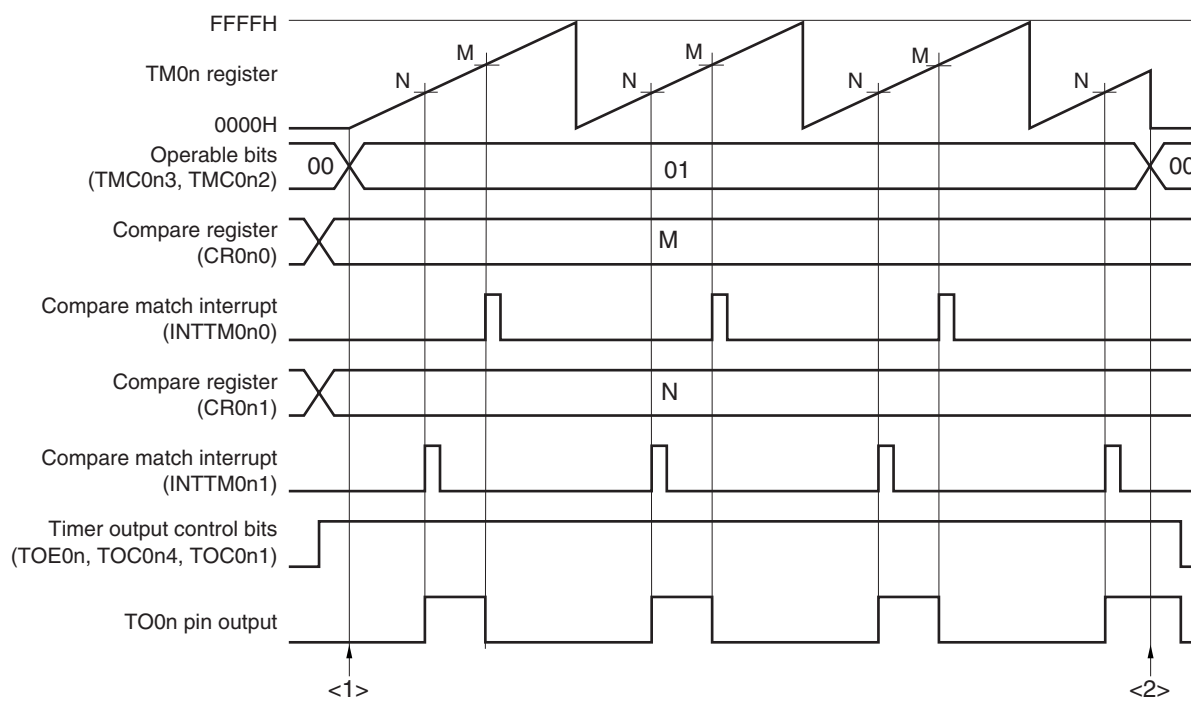 FFFFH
TM0n register
0000H
N
M
N
M
N
M
N
Operable bits
(TMC0n3, TMC0n2)
00
01
00
Compare register
(CR0n0)
M
Compare match interrupt
(INTTM0n0)
Compare register
(CR0n1)
N
Compare match interrupt
(INTTM0n1)
Timer output control bits
(TOE0n, TOC0n4, TOC0n1)
TO0n pin output
<1>
<2>